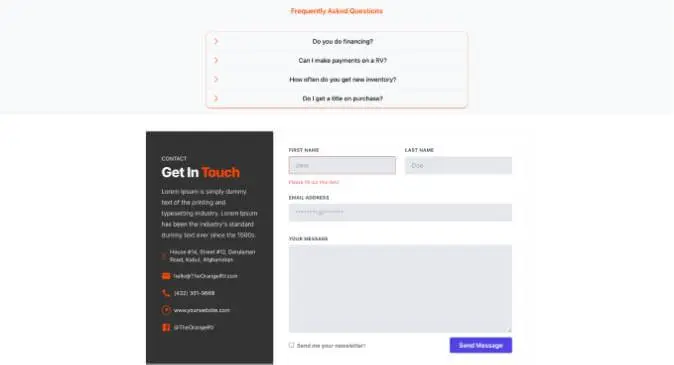 Frequently Asked Questions
Do you do financing?
Can I make payments on a RV?
How often do you get new inventory?
Do I get a title on purchase?
CONTACT
Get In Touch
Lorem Ipsum is simply dummy
text of the printing and
typesetting industry. Lorem Ipsum
has been the industry's standard
dummy text ever since the 1500s.
House #14, Street #12, Darulaman
Road, Kabul, Afghanistan.
hello@TheOrangeRV.com
(432) 301-9669
www.yourwebsite.com
@TheOrangeRV
FIRST NAME
Jane
Please fill out this field.
LAST NAME
Doe
EMAIL ADDRESS
YOUR MESSAGE
Send me your newsletter!
Send Message